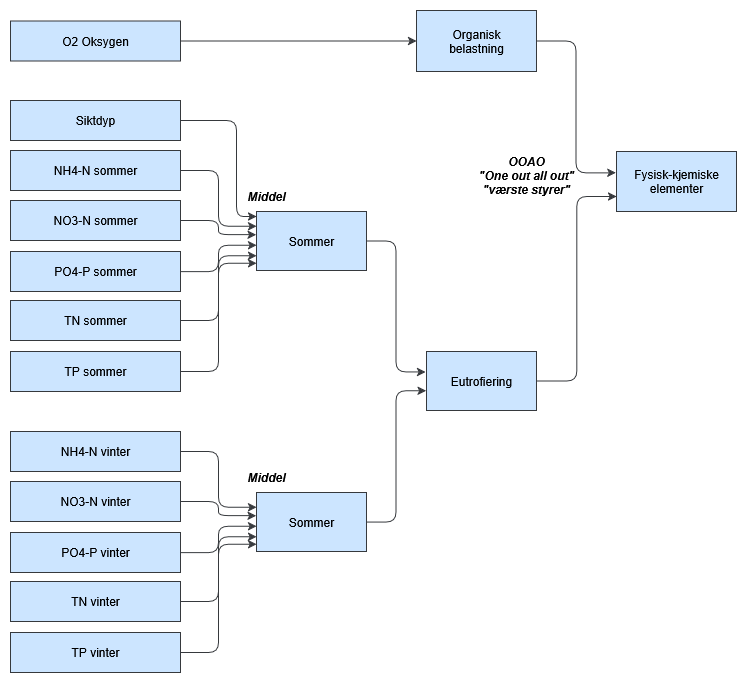 O2 Oksygen
Organisk
belastning
Siktdyp
NH4-N sommer
NO3-N sommer
PO4-P sommer
TN sommer
TP sommer
Middel
Sommer
OOAO
"One out all out"
"værste styrer"
Fysisk-kjemiske
elementer
Eutrofiering
NH4-N vinter
NO3-N vinter
PO4-P vinter
TN vinter
TP vinter
Middel
Sommer